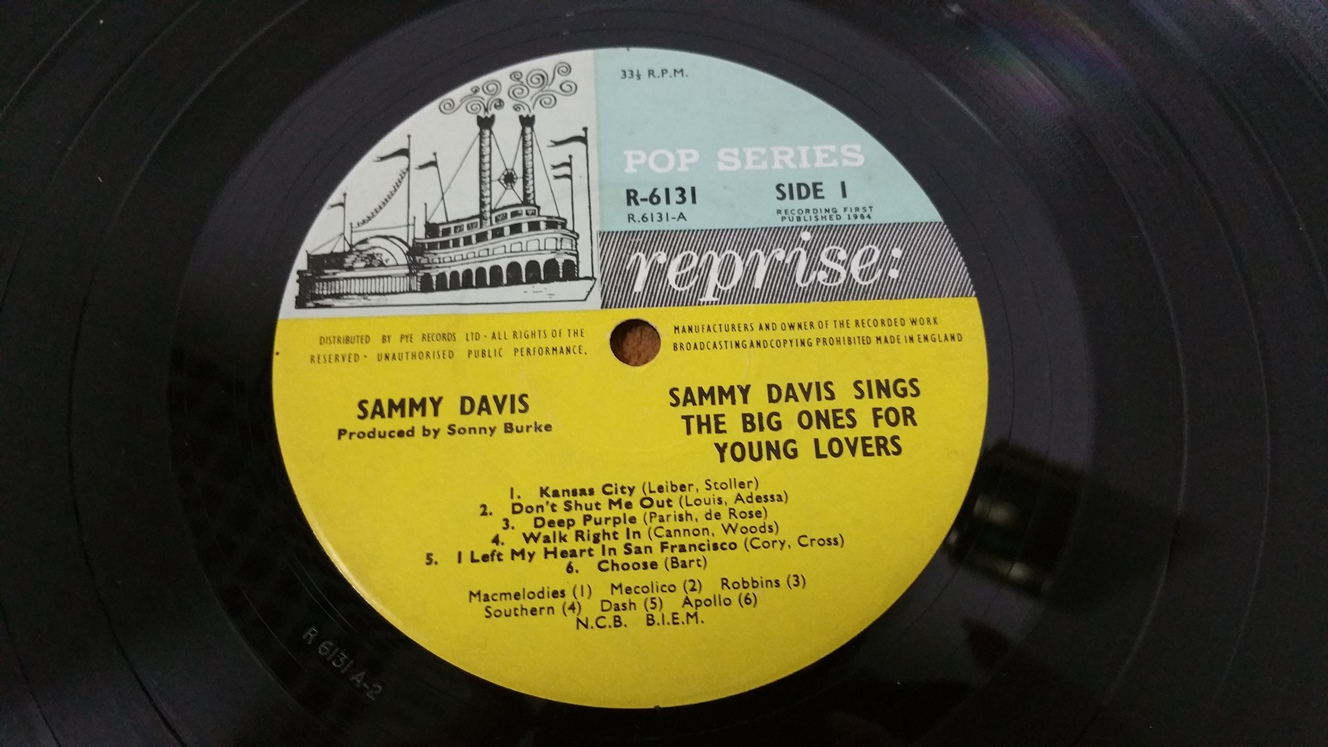 33⅓ R.P.M.
POP SERIES
R-6131 SIDE 1
R.6131-A RECORDING FIRST
PUBLISHED 1964
reprise:
DISTRIBUTED BY PYE RECORDS LTD · ALL RIGHTS OF THE
RESERVED · UNAUTHORISED PUBLIC PERFORMANCE.
MANUFACTURERS AND OWNER OF THE RECORDED WORK
BROADCASTING AND COPYING PROHIBITED MADE IN ENGLAND
SAMMY DAVIS
Produced by Sonny Burke
SAMMY DAVIS SINGS
THE BIG ONES FOR
YOUNG LOVERS
1. Kansas City (Leiber, Stoller)
2. Don't Shut Me Out (Louis, Adessa)
3. Deep Purple (Parish, de Rose)
4. Walk Right In (Cannon, Woods)
5. I Left My Heart In San Francisco (Cory, Cross)
6. Choose (Bart)
Macmelodies (1) Mecolico (2) Robbins (3)
Southern (4) Dash (5) Apollo (6)
N.C.B. B.I.E.M.
R 6131 A-2